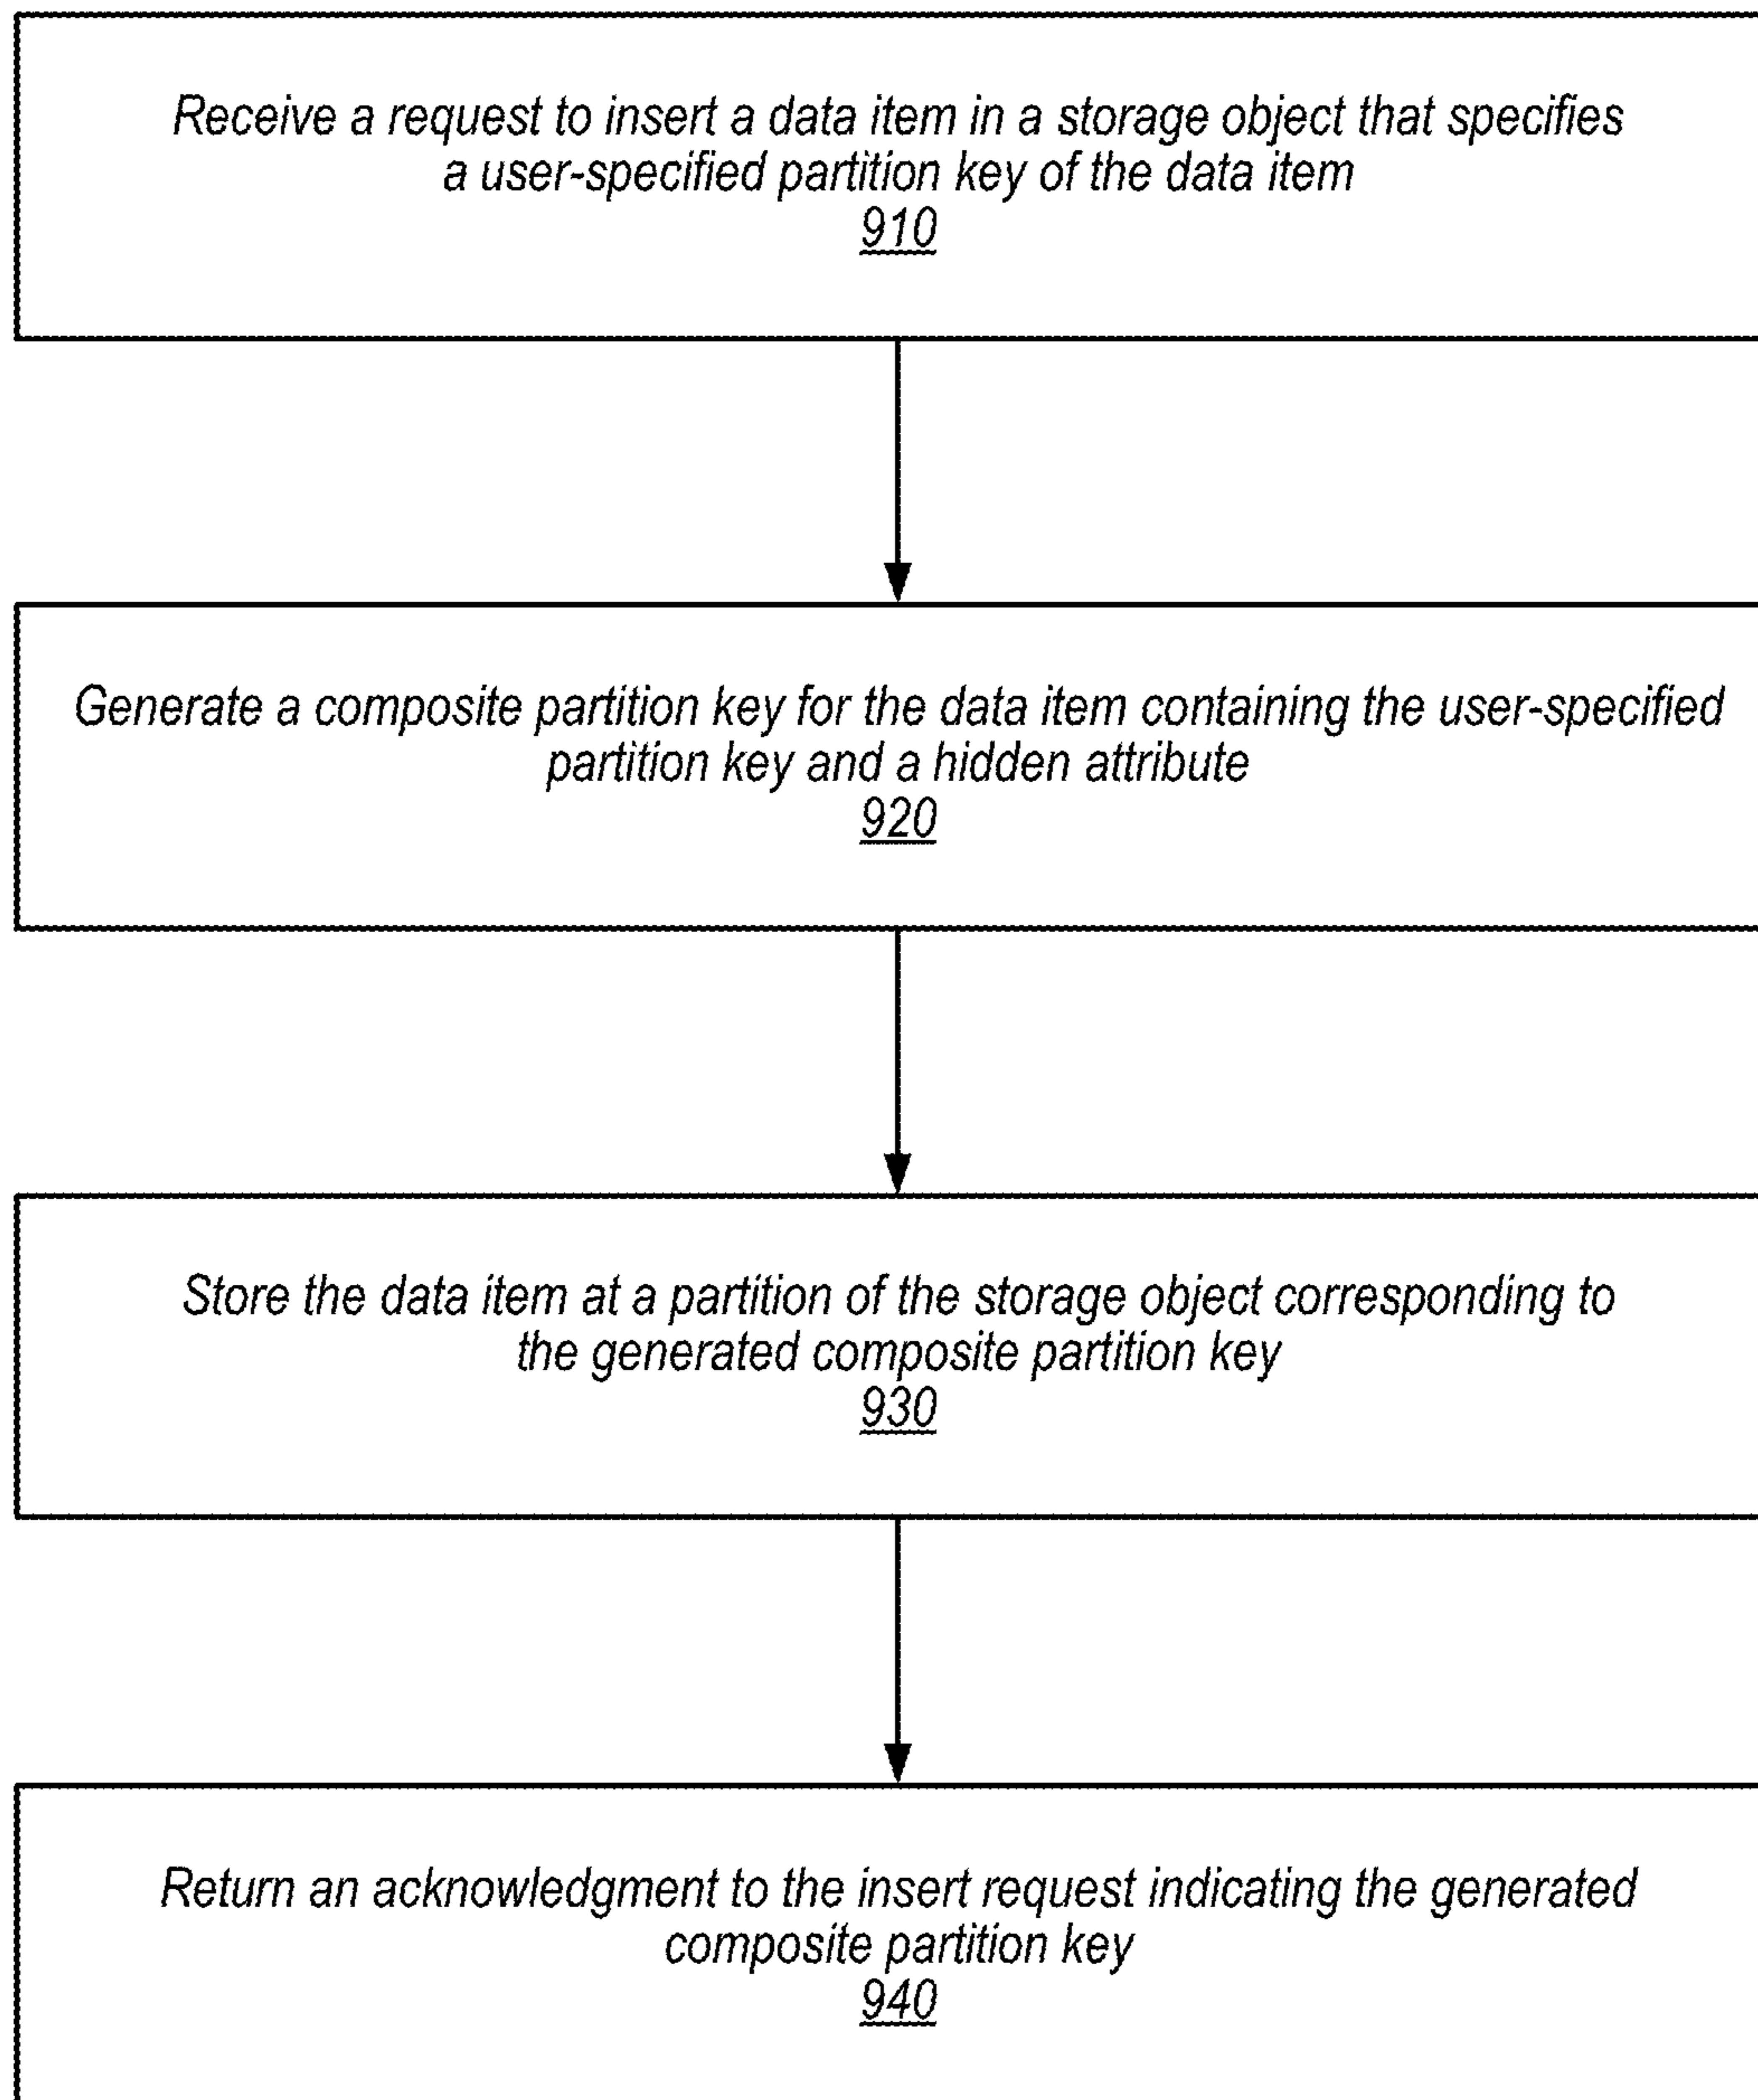 Receive a request to insert a data item in a storage object that specifies
a user-specified partition key of the data item
910
Generate a composite partition key for the data item containing the user-specified
partition key and a hidden attribute
920
Store the data item at a partition of the storage object corresponding to
the generated composite partition key
930
Return an acknowledgment to the insert request indicating the generated
composite partition key
940